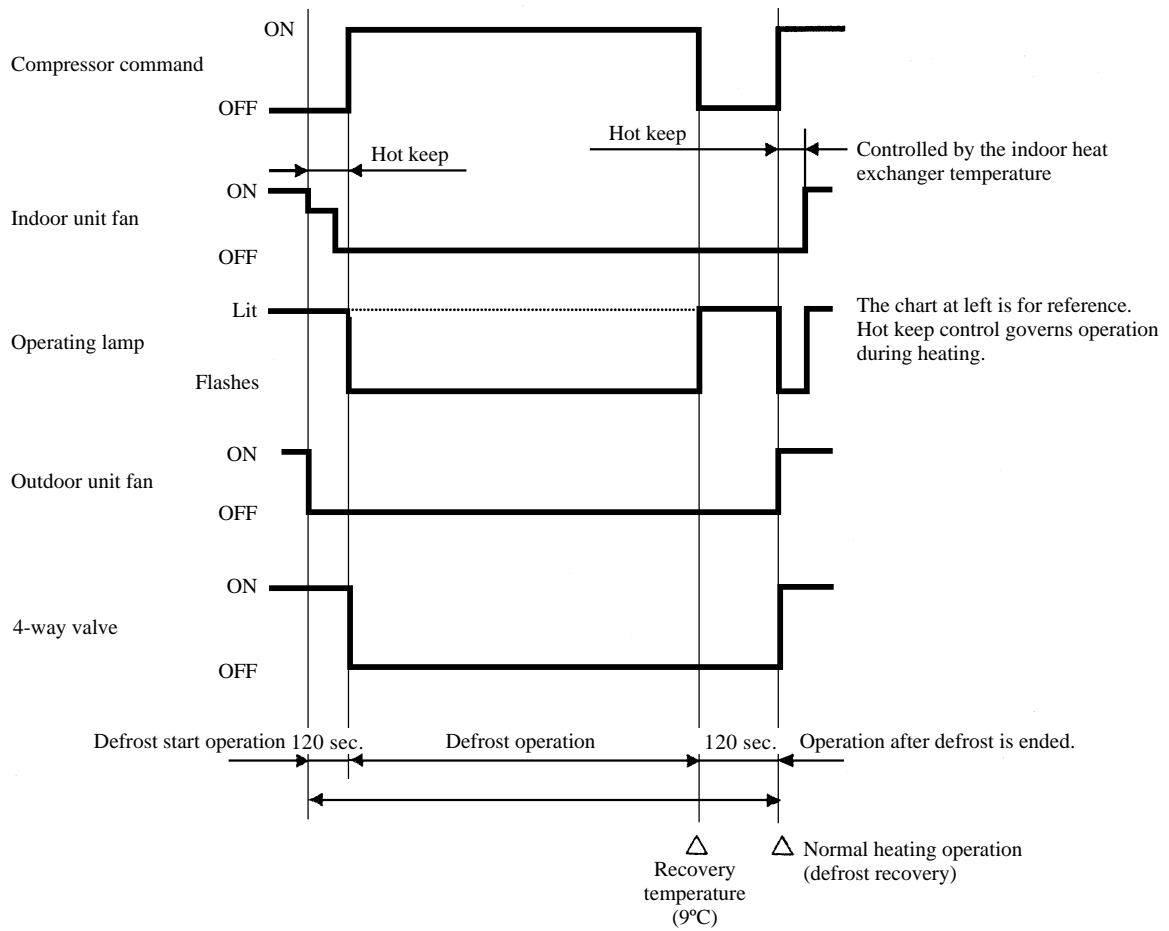 ON
Compressor command
OFF
Hot keep
Hot keep
Controlled by the indoor heat
exchanger temperature
ON
Indoor unit fan
OFF
Lit
The chart at left is for reference.
Hot keep control governs operation
during heating.
Operating lamp
Flashes
ON
Outdoor unit fan
OFF
ON
4-way valve
OFF
Defrost start operation 120 sec. Defrost operation 120 sec. Operation after defrost is ended.
Recovery
temperature
(9ºC)
Normal heating operation
(defrost recovery)